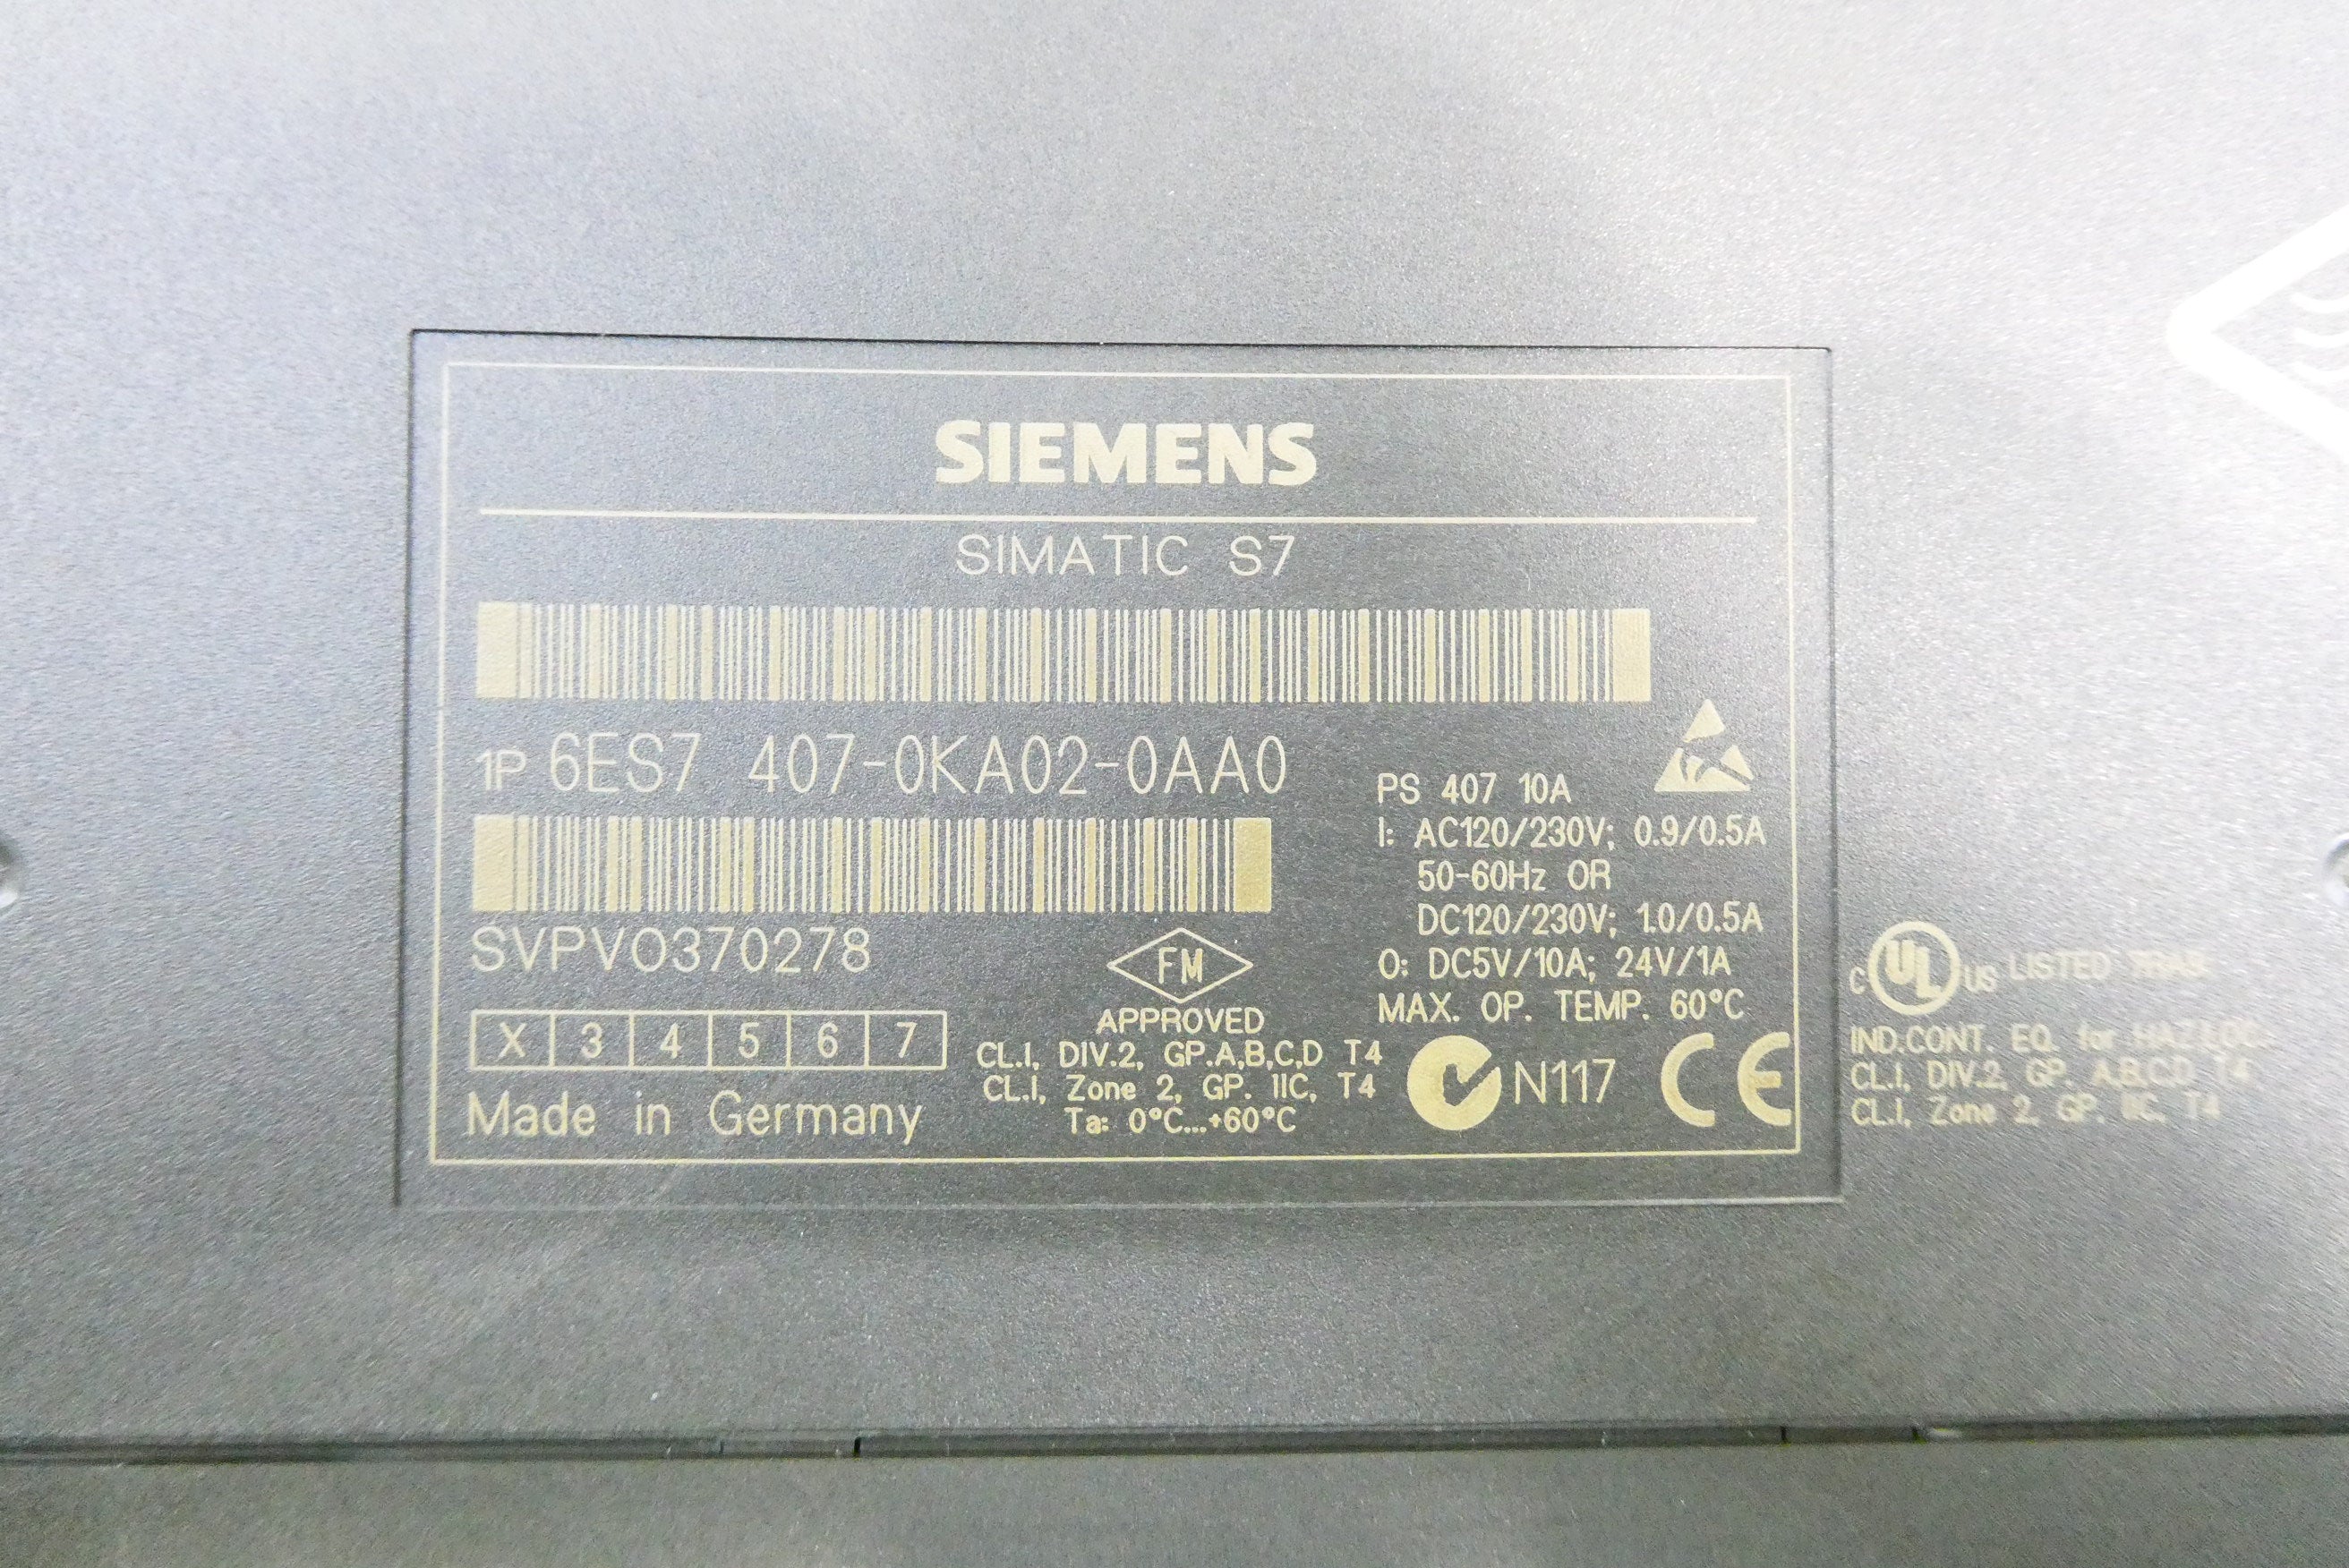 SIEMENS
SIMATIC S7
1P 6ES7 407-0KA02-0AA0
PS 407 10A
I: AC120/230V; 0.9/0.5A
50-60Hz OR
DC120/230V; 1.0/0.5A
O: DC5V/10A; 24V/1A
MAX. OP. TEMP. 60°C
SVPVO370278
X 3 4 5 6 7
Made in Germany
FM
APPROVED
CL.I, DIV.2, GP.A,B,C,D T4
CL.I, Zone 2, GP. IIC, T4
Ta: 0°C...+60°C
N117 CE
C UL US LISTED
IND.CONT. EQ. for HAZ.LOC.
CL.I, DIV.2, GP. A,B,C,D T4
CL.I, Zone 2, GP. IIC, T4